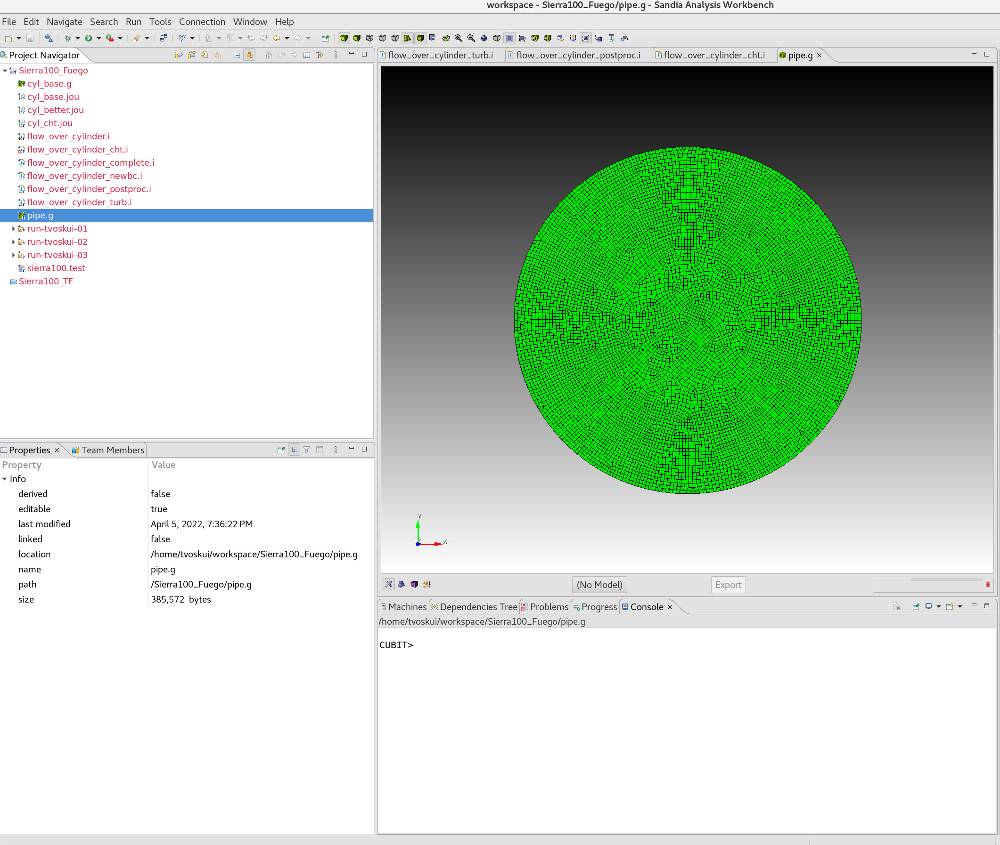 workspace - Sierra100_Fuego/pipe.g - Sandia Analysis Workbench
File Edit Navigate Search Run Tools Connection Window Help
Project Navigator
Sierra100_Fuego
cyl_base.g
cyl_base.jou
cyl_better.jou
cyl_cht.jou
flow_over_cylinder.i
flow_over_cylinder_cht.i
flow_over_cylinder_complete.i
flow_over_cylinder_newbc.i
flow_over_cylinder_postproc.i
flow_over_cylinder_turb.i
pipe.g
run-tvoskui-01
run-tvoskui-02
run-tvoskui-03
sierra100.test
Sierra100_TF
flow_over_cylinder_turb.i flow_over_cylinder_postproc.i flow_over_cylinder_cht.i pipe.g
Y
Z X
(No Model) Export
Properties Team Members
Property Value
Info
derived false
editable true
last modified April 5, 2022, 7:36:22 PM
linked false
location /home/tvoskui/workspace/Sierra100_Fuego/pipe.g
name pipe.g
path /Sierra100_Fuego/pipe.g
size 385,572 bytes
Machines Dependencies Tree Problems Progress Console
/home/tvoskui/workspace/Sierra100_Fuego/pipe.g
CUBIT>